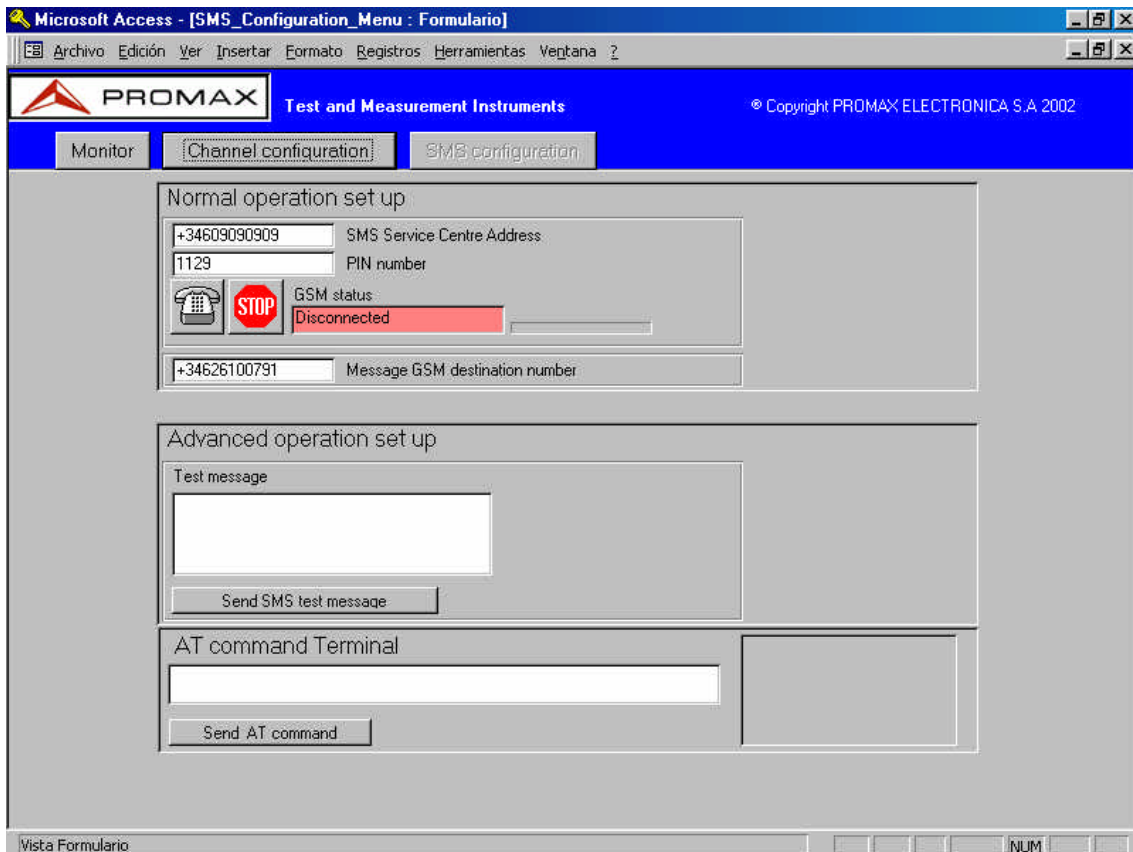 Microsoft Access - [SMS_Configuration_Menu : Formulario]
Archivo Edición Ver Insertar Formato Registros Herramientas Ventana ?
PROMAX Test and Measurement Instruments ® Copyright PROMAX ELECTRONICA S.A 2002
Monitor Channel configuration SMS configuration
Normal operation set up
+34609090909 SMS Service Centre Address
1129 PIN number
STOP
GSM status
Disconnected
+34626100791 Message GSM destination number
Advanced operation set up
Test message
Send SMS test message
AT command Terminal
Send AT command
Vista Formulario NUM